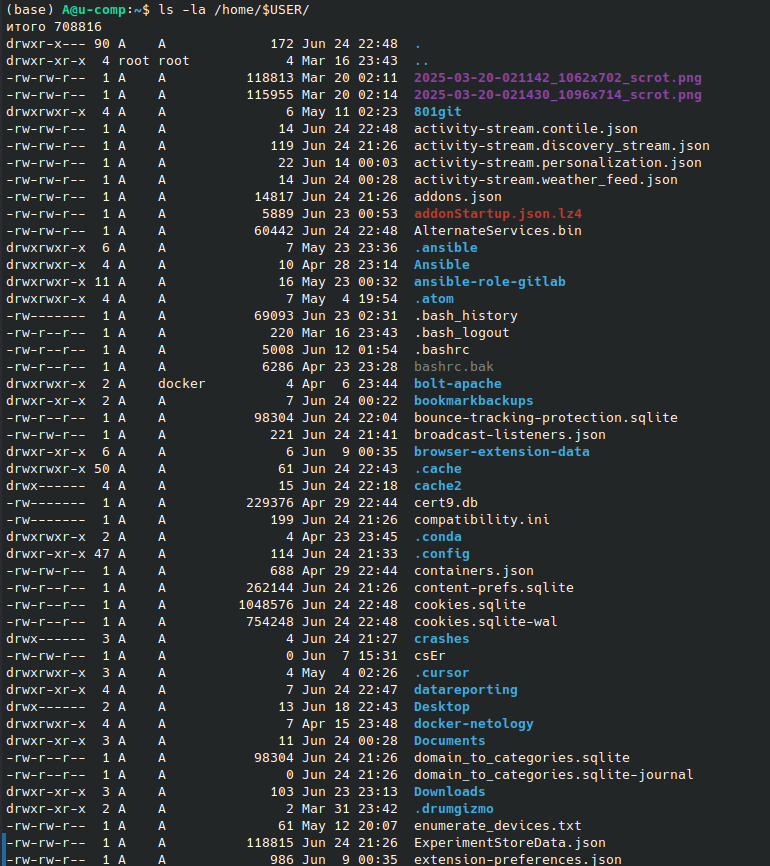 (base) A@u-comp:~$ ls -la /home/$USER/
итого 708816
drwxr-x--- 90 A    A             172 Jun 24 22:48  .
drwxr-xr-x  4 root root            4 Mar 16 23:43  ..
-rw-rw-r--  1 A    A          118813 Mar 20 02:11  2025-03-20-021142_1062x702_scrot.png
-rw-rw-r--  1 A    A          115955 Mar 20 02:14  2025-03-20-021430_1096x714_scrot.png
drwxrwxr-x  4 A    A               6 May 11 02:23  801git
-rw-rw-r--  1 A    A              14 Jun 24 22:48  activity-stream.contile.json
-rw-rw-r--  1 A    A             119 Jun 24 21:26  activity-stream.discovery_stream.json
-rw-rw-r--  1 A    A              22 Jun 14 00:03  activity-stream.personalization.json
-rw-rw-r--  1 A    A              14 Jun 24 00:28  activity-stream.weather_feed.json
-rw-rw-r--  1 A    A           14817 Jun 24 21:26  addons.json
-rw-rw-r--  1 A    A            5889 Jun 23 00:53  addonStartup.json.lz4
-rw-rw-r--  1 A    A           60442 Jun 24 22:48  AlternateServices.bin
drwxrwxr-x  6 A    A               7 May 23 23:36  .ansible
drwxrwxr-x  4 A    A              10 Apr 28 23:14  Ansible
drwxrwxr-x 11 A    A              16 May 23 00:32  ansible-role-gitlab
drwxrwxr-x  4 A    A               7 May  4 19:54  .atom
-rw-------  1 A    A           69093 Jun 23 02:31  .bash_history
-rw-r--r--  1 A    A             220 Mar 16 23:43  .bash_logout
-rw-r--r--  1 A    A            5008 Jun 12 01:54  .bashrc
-rw-r--r--  1 A    A            6286 Apr 23 23:28  bashrc.bak
drwxrwxr-x  2 A    docker          4 Apr  6 23:44  bolt-apache
drwxr-xr-x  2 A    A               7 Jun 24 00:22  bookmarkbackups
-rw-r--r--  1 A    A           98304 Jun 24 22:04  bounce-tracking-protection.sqlite
-rw-rw-r--  1 A    A             221 Jun 24 21:41  broadcast-listeners.json
drwxr-xr-x  6 A    A               6 Jun  9 00:35  browser-extension-data
drwxrwxr-x 50 A    A              61 Jun 24 22:43  .cache
drwx------  4 A    A              15 Jun 24 22:18  cache2
-rw-------  1 A    A          229376 Apr 29 22:44  cert9.db
-rw-rw-r--  1 A    A             199 Jun 24 21:26  compatibility.ini
drwxrwxr-x  2 A    A               4 Apr 23 23:45  .conda
drwxr-xr-x 47 A    A             114 Jun 24 21:33  .config
-rw-rw-r--  1 A    A             688 Apr 29 22:44  containers.json
-rw-r--r--  1 A    A          262144 Jun 24 21:26  content-prefs.sqlite
-rw-r--r--  1 A    A         1048576 Jun 24 22:48  cookies.sqlite
-rw-r--r--  1 A    A          754248 Jun 24 22:48  cookies.sqlite-wal
drwx------  3 A    A               4 Jun 24 21:27  crashes
-rw-rw-r--  1 A    A               0 Jun  7 15:31  csEr
drwxrwxr-x  3 A    A               4 May  4 02:26  .cursor
drwxr-xr-x  4 A    A               7 Jun 24 22:47  datareporting
drwx------  2 A    A              13 Jun 18 22:43  Desktop
drwxrwxr-x  4 A    A               7 Apr 15 23:48  docker-netology
drwxr-xr-x  3 A    A              11 Jun 24 00:28  Documents
-rw-r--r--  1 A    A           98304 Jun 24 21:26  domain_to_categories.sqlite
-rw-r--r--  1 A    A               0 Jun 24 21:26  domain_to_categories.sqlite-journal
drwxr-xr-x  3 A    A             103 Jun 23 23:13  Downloads
drwxr-xr-x  2 A    A               2 Mar 31 23:42  .drumgizmo
-rw-rw-r--  1 A    A              61 May 12 20:07  enumerate_devices.txt
-rw-rw-r--  1 A    A          118815 Jun 24 21:26  ExperimentStoreData.json
-rw-rw-r--  1 A    A             986 Jun  9 00:35  extension-preferences.json